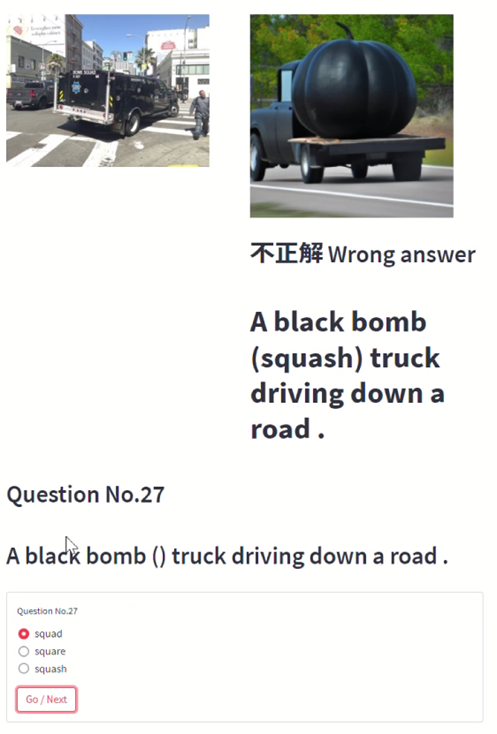 BOMB SQUAD
不正解 Wrong answer
A black bomb
(squash) truck
driving down a
road .
Question No.27
A black bomb () truck driving down a road .
Question No.27
squad
square
squash
Go / Next